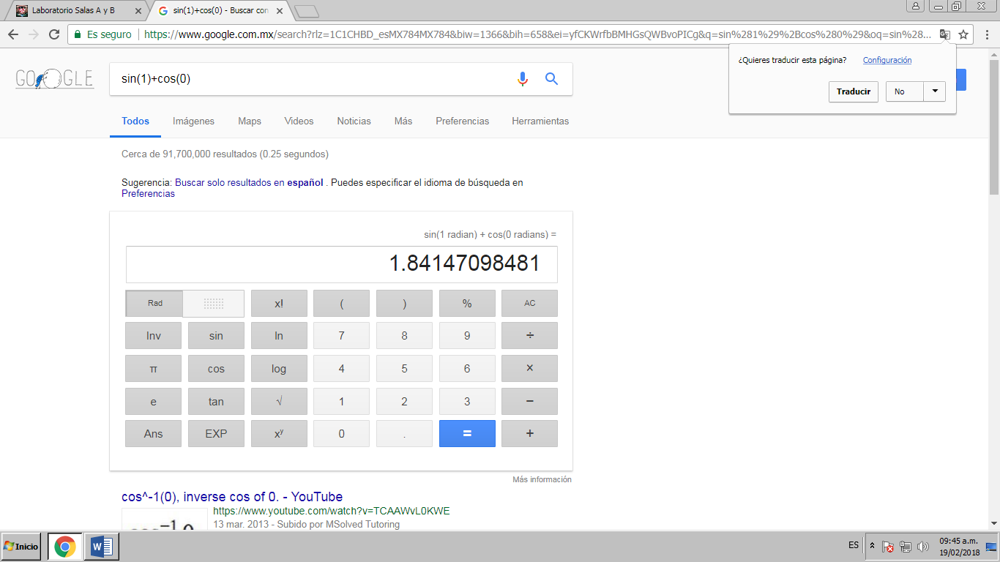 Laboratorio Salas A y B
sin(1)+cos(0) - Buscar con
Es seguro
https://www.google.com.mx/search?rlz=1C1CHBD_esMX784MX784&biw=1366&bih=658&ei=yfCKWrfbBMHGsQWBvoPICg&q=sin%281%29%2Bcos%280%29&oq=sin%28...
¿Quieres traducir esta página? Configuración
Traducir No
GOOGLE
sin(1)+cos(0)
Todos Imágenes Maps Videos Noticias Más Preferencias Herramientas
Cerca de 91,700,000 resultados (0.25 segundos)
Sugerencia: Buscar solo resultados en español . Puedes especificar el idioma de búsqueda en
Preferencias
sin(1 radian) + cos(0 radians) =
1.84147098481
Rad x! ( ) % AC
Inv sin ln 7 8 9 ÷
π cos log 4 5 6 ×
e tan √ 1 2 3 −
Ans EXP xʸ 0 . = +
Más información
cos^-1(0), inverse cos of 0. - YouTube
https://www.youtube.com/watch?v=TCAAWvL0KWE
13 mar. 2013 - Subido por MSolved Tutoring
Inicio
ES
09:45 a.m.
19/02/2018